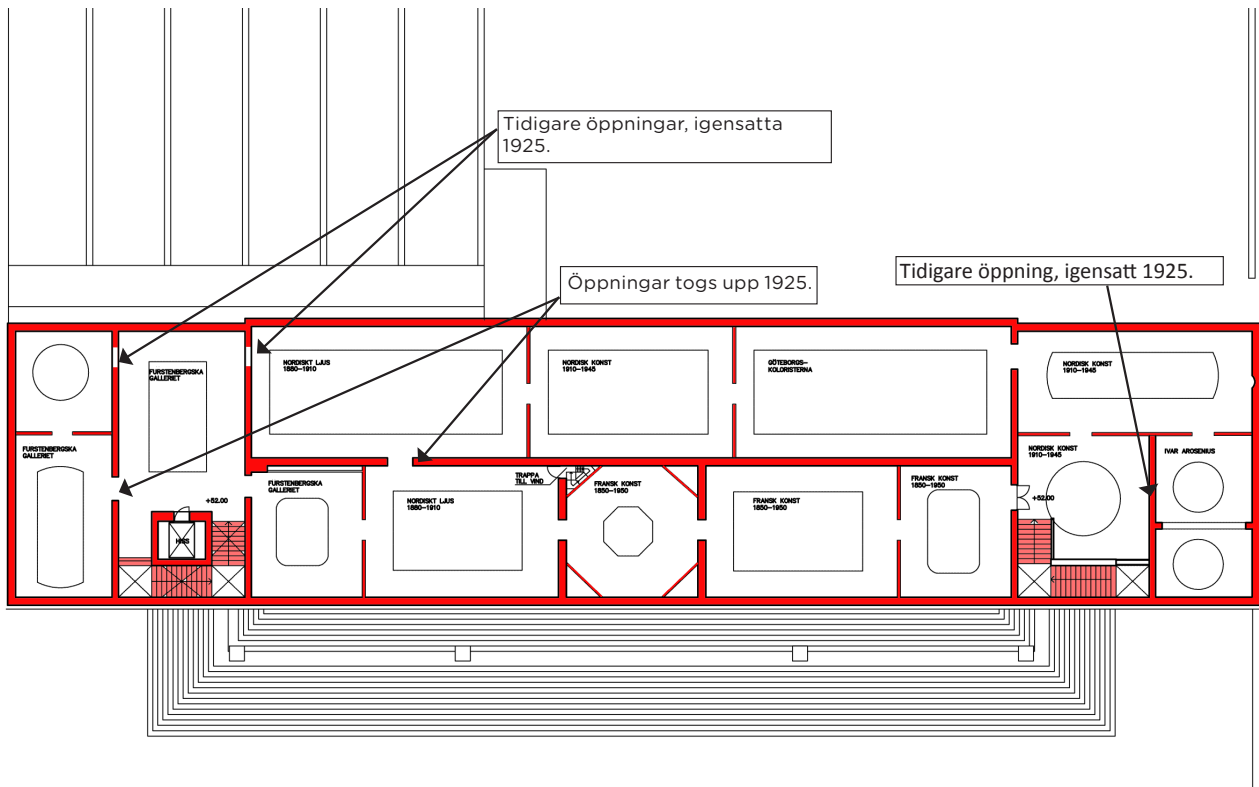 Tidigare öppningar, igensatta
1925.
Öppningar togs upp 1925.
Tidigare öppning, igensatt 1925.
FURSTENBERGSKA
GALLERIET
NORDISKT LJUS
1880–1910
NORDISK KONST
1910–1945
GÖTEBORGS-
KOLORISTERNA
NORDISK KONST
1910–1945
FURSTENBERGSKA
GALLERIET
+52.00
HISS
FURSTENBERGSKA
GALLERIET
NORDISKT LJUS
1880–1910
TRAPPA
TILL VIND
FRANSK KONST
1850–1950
FRANSK KONST
1850–1950
FRANSK KONST
1850–1950
NORDISK KONST
1910–1945
+52.00
IVAR AROSENIUS